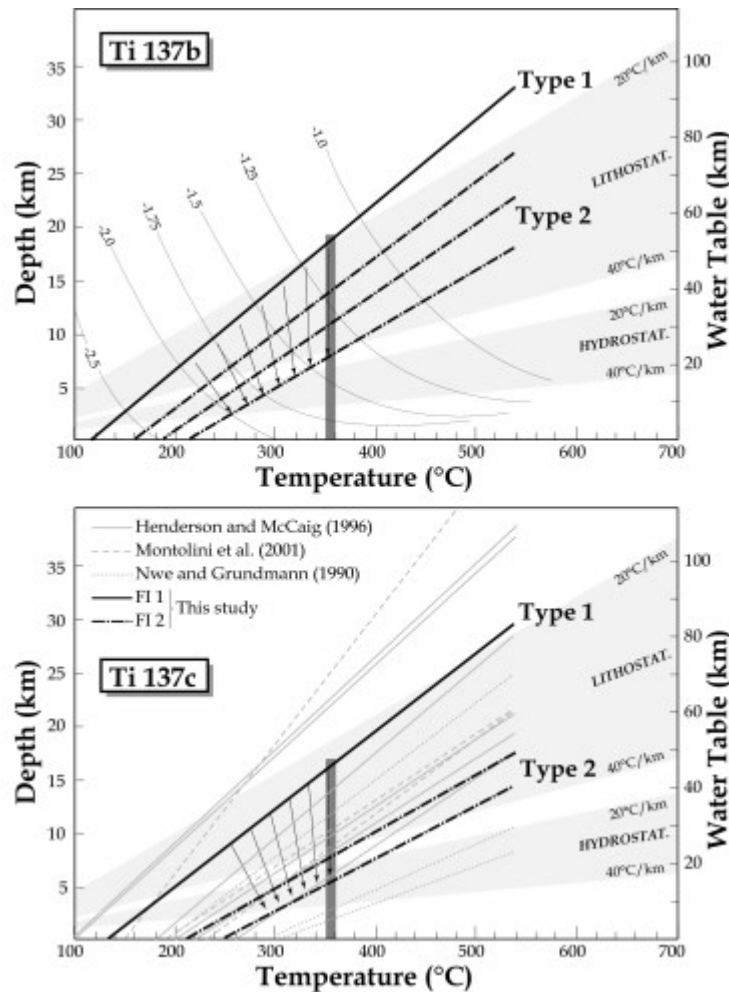 Ti 137b
Type 1
Type 2
20°C/km
LITHOSTAT.
40°C/km
20°C/km
HYDROSTAT.
40°C/km
-1.0
-1.25
-1.5
-1.75
-2.0
-2.5
35
30
25
20
15
10
5
Depth (km)
100
80
60
40
20
Water Table (km)
100 200 300 400 500 600 700
Temperature (°C)
Henderson and McCaig (1996)
Montolini et al. (2001)
Nwe and Grundmann (1990)
FI 1
FI 2
This study
Ti 137c
Type 1
Type 2
20°C/km
LITHOSTAT.
40°C/km
20°C/km
HYDROSTAT.
40°C/km
35
30
25
20
15
10
5
Depth (km)
100
80
60
40
20
Water Table (km)
100 200 300 400 500 600 700
Temperature (°C)